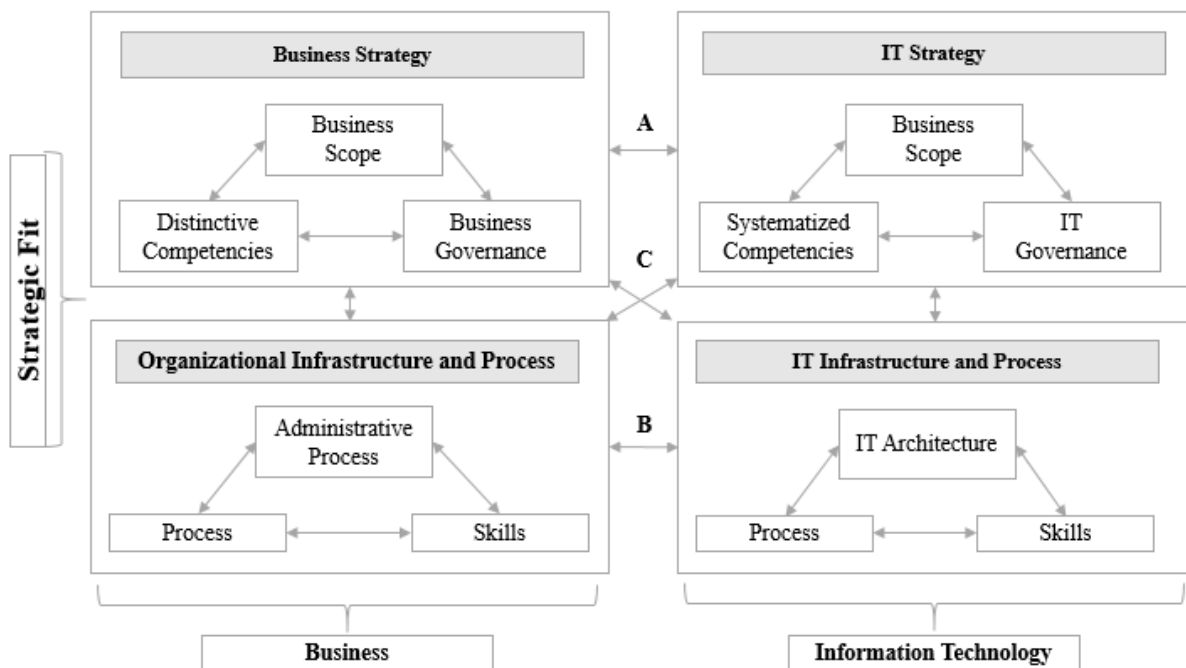 Business Strategy
IT Strategy
Business
Scope
A
Business
Scope
Distinctive
Competencies
Business
Governance
Systematized
Competencies
IT
Governance
Strategic Fit
C
Organizational Infrastructure and Process
IT Infrastructure and Process
Administrative
Process
B
IT Architecture
Process
Skills
Process
Skills
Business
Information Technology